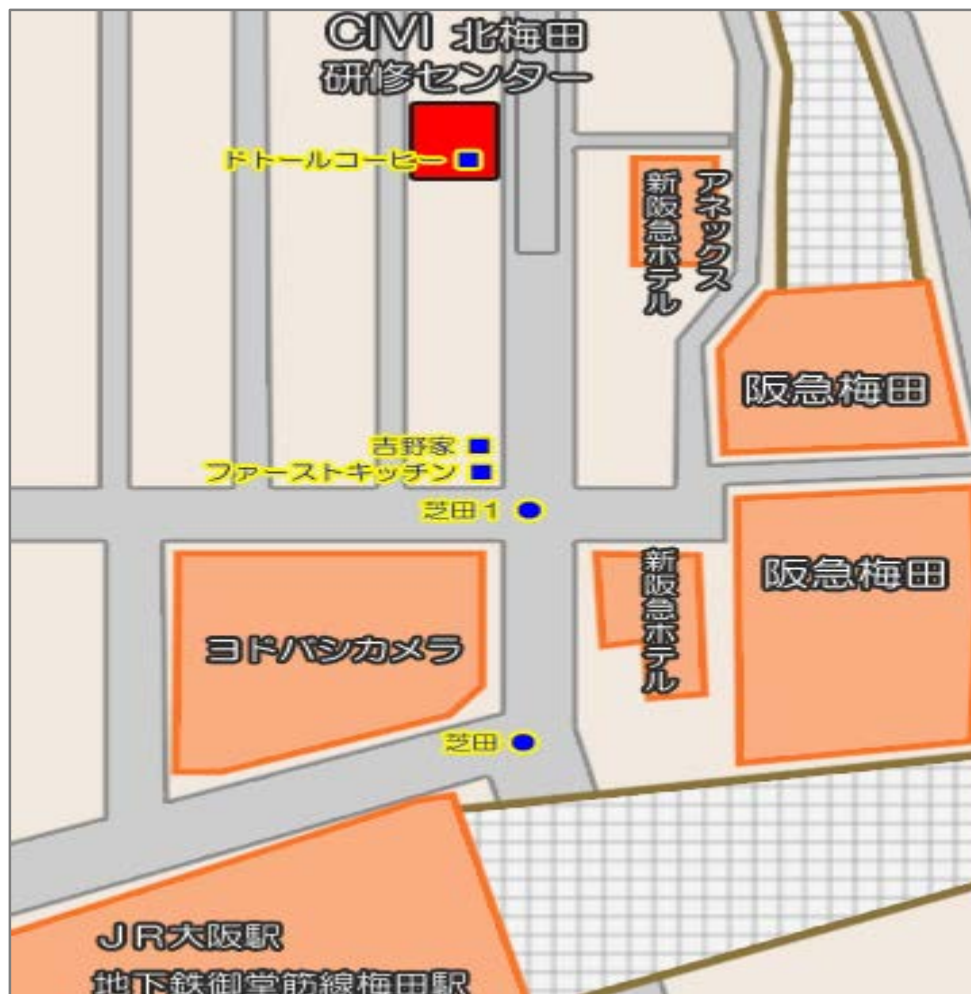 CIVI 北梅田
研修センター
ドトールコーヒー
アネックス
新阪急ホテル
阪急梅田
吉野家
ファーストキッチン
芝田1
新阪急ホテル
阪急梅田
ヨドバシカメラ
芝田
JR大阪駅
地下鉄御堂筋線梅田駅